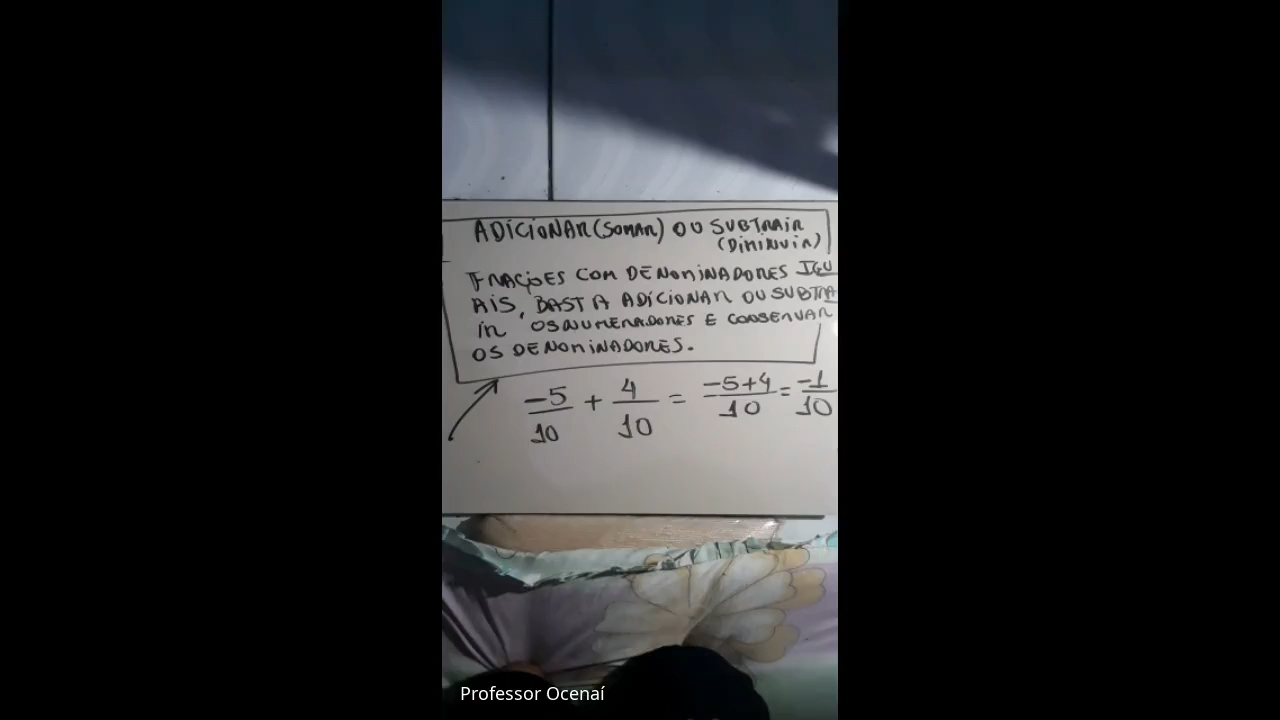 ADICIONAR (SOMAR) OU SUBTRAIR
(DIMINUIR)
FRAÇÕES COM DENOMINADORES IGU
AIS, BASTA ADICIONAR OU SUBTRA
IR OS NUMERADORES E CONSERVAR
OS DENOMINADORES.
-5/10 + 4/10 = -5+4/10 = -1/10
Professor Ocenaí